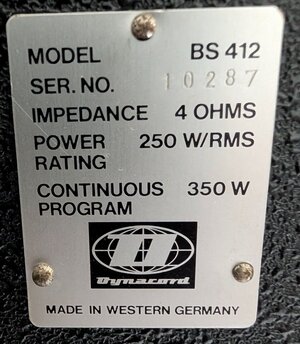 MODEL BS 412
SER. NO. 10287
IMPEDANCE 4 OHMS
POWER 250 W/RMS
RATING
CONTINUOUS 350 W
PROGRAM
Dynacord
MADE IN WESTERN GERMANY